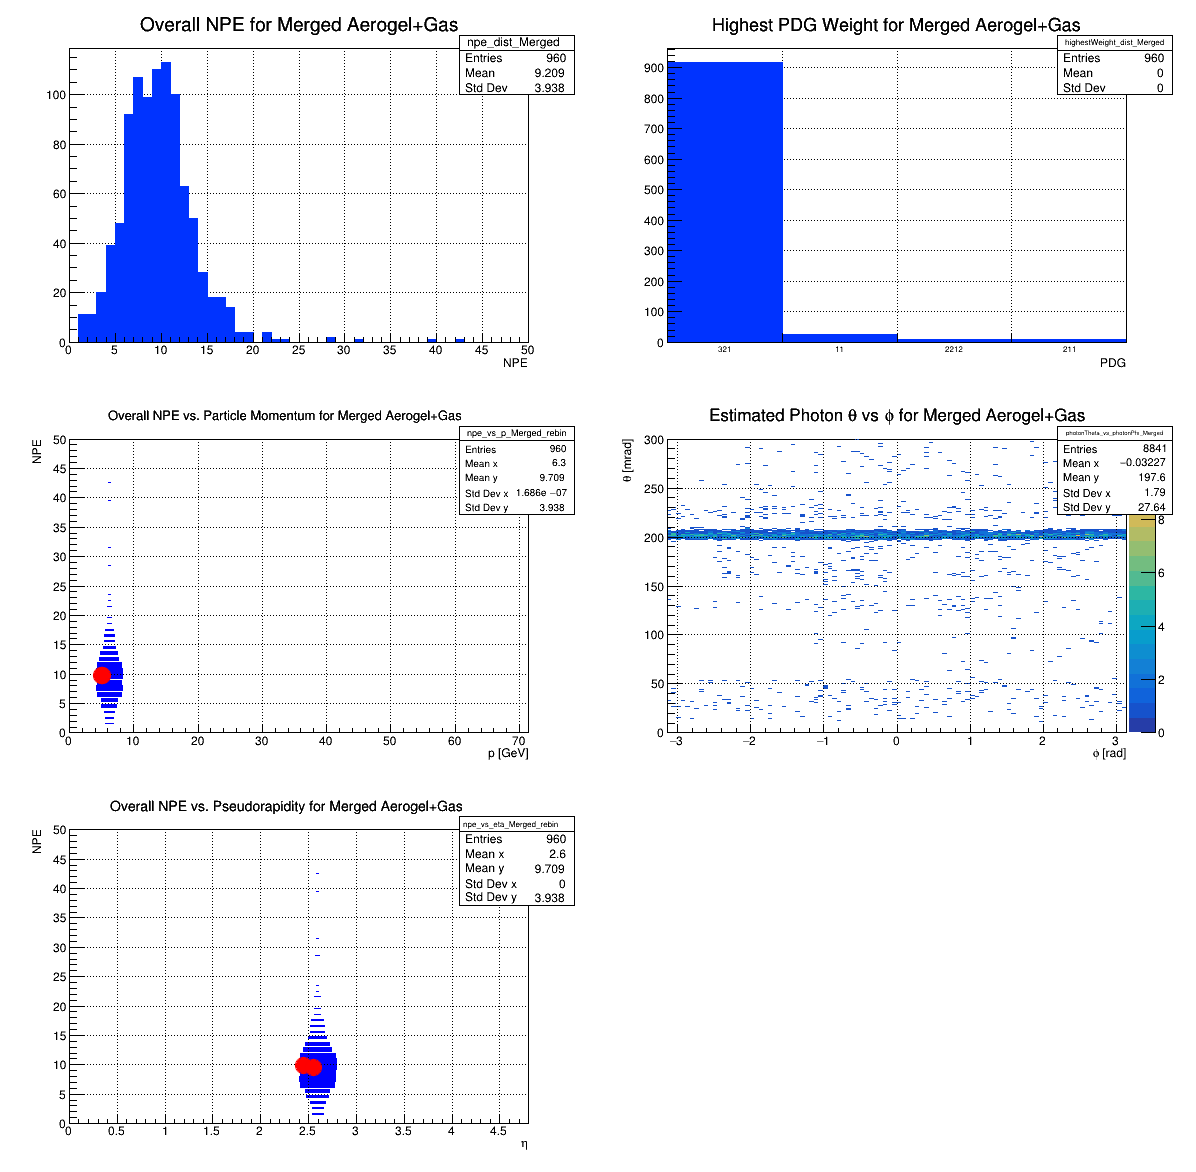 Overall NPE for Merged Aerogel+Gas
npe_dist_Merged
Entries 960
Mean 9.209
Std Dev 3.938
100
80
60
40
20
0
0 5 10 15 20 25 30 35 40 45 50
NPE
Highest PDG Weight for Merged Aerogel+Gas
highestWeight_dist_Merged
Entries 960
Mean 0
Std Dev 0
900
800
700
600
500
400
300
200
100
0
321 11 2212 211
PDG
Overall NPE vs. Particle Momentum for Merged Aerogel+Gas
npe_vs_p_Merged_rebin
Entries 960
Mean x 6.3
Mean y 9.709
Std Dev x 1.686e −07
Std Dev y 3.938
NPE
50
45
40
35
30
25
20
15
10
5
0
0 10 20 30 40 50 60 70
p [GeV]
Estimated Photon θ vs ϕ for Merged Aerogel+Gas
photonTheta_vs_photonPhi_Merged
Entries 8841
Mean x −0.03227
Mean y 197.6
Std Dev x 1.79
Std Dev y 27.64
θ [mrad]
300
250
200
150
100
50
0
−3 −2 −1 0 1 2 3
ϕ [rad]
8
6
4
2
0
Overall NPE vs. Pseudorapidity for Merged Aerogel+Gas
npe_vs_eta_Merged_rebin
Entries 960
Mean x 2.6
Mean y 9.709
Std Dev x 0
Std Dev y 3.938
NPE
50
45
40
35
30
25
20
15
10
5
0
0 0.5 1 1.5 2 2.5 3 3.5 4 4.5
η